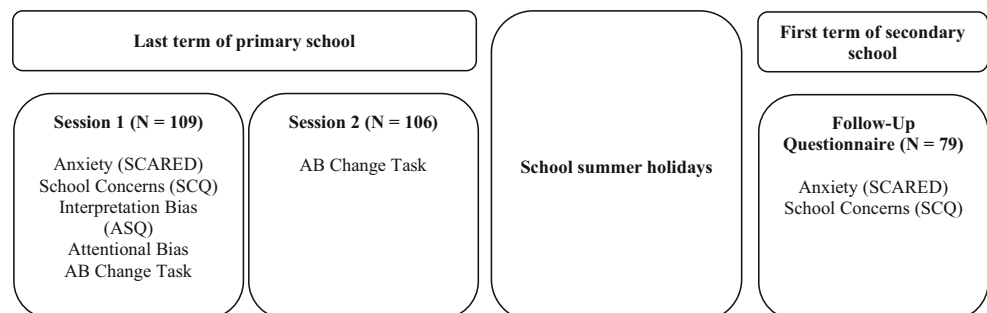 Last term of primary school
First term of secondary
school
Session 1 (N = 109)
Anxiety (SCARED)
School Concerns (SCQ)
Interpretation Bias
(ASQ)
Attentional Bias
AB Change Task
Session 2 (N = 106)
AB Change Task
School summer holidays
Follow-Up
Questionnaire (N = 79)
Anxiety (SCARED)
School Concerns (SCQ)